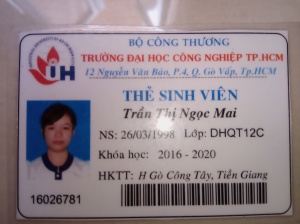 BỘ CÔNG THƯƠNG
TRƯỜNG ĐẠI HỌC CÔNG NGHIỆP TP.HCM
12 Nguyễn Văn Bảo, P.4, Q. Gò Vấp, Tp.HCM
IUH
THẺ SINH VIÊN
Trần Thị Ngọc Mai
NS: 26/03/1998 Lớp: DHQT12C
Khóa học: 2016 - 2020
HKTT: H Gò Công Tây, Tiền Giang
16026781